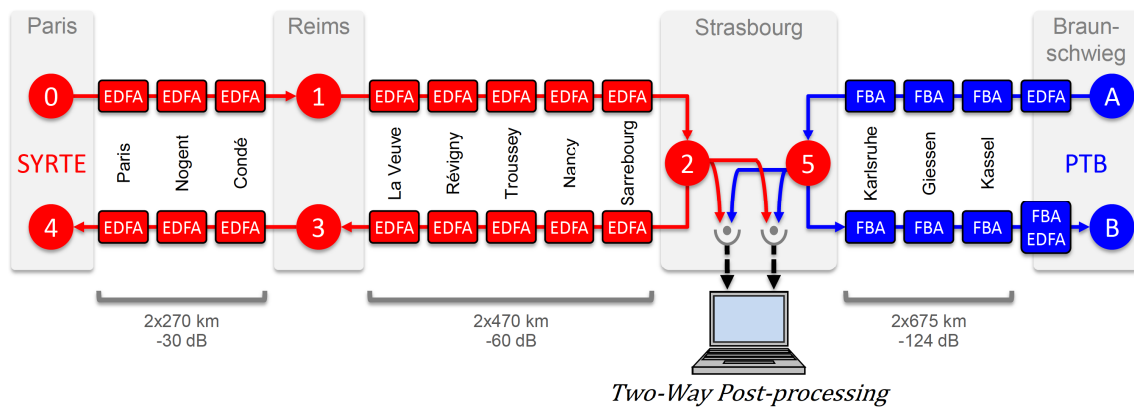 Paris
Reims
Strasbourg
Braun-
schwieg
0
EDFA EDFA EDFA
1
EDFA EDFA EDFA EDFA EDFA
FBA FBA FBA EDFA
A
SYRTE
Paris
Nogent
Condé
La Veuve
Révigny
Troussey
Nancy
Sarrebourg
2
5
Karlsruhe
Giessen
Kassel
PTB
4
EDFA EDFA EDFA
3
EDFA EDFA EDFA EDFA EDFA
FBA FBA FBA
FBA
EDFA
B
2x270 km
-30 dB
2x470 km
-60 dB
2x675 km
-124 dB
Two-Way Post-processing